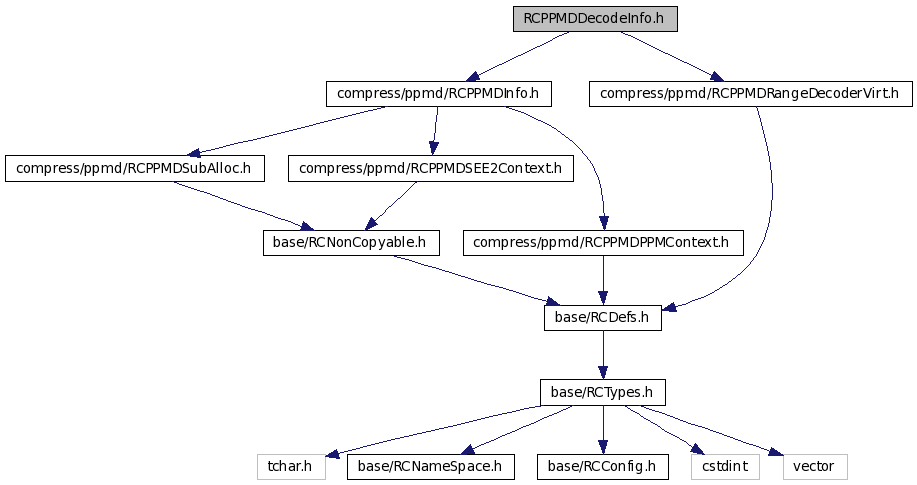 RCPPMDDecodeInfo.h
compress/ppmd/RCPPMDInfo.h
compress/ppmd/RCPPMDRangeDecoderVirt.h
compress/ppmd/RCPPMDSubAlloc.h
compress/ppmd/RCPPMDSEE2Context.h
base/RCNonCopyable.h
compress/ppmd/RCPPMDPPMContext.h
base/RCDefs.h
base/RCTypes.h
tchar.h
base/RCNameSpace.h
base/RCConfig.h
cstdint
vector